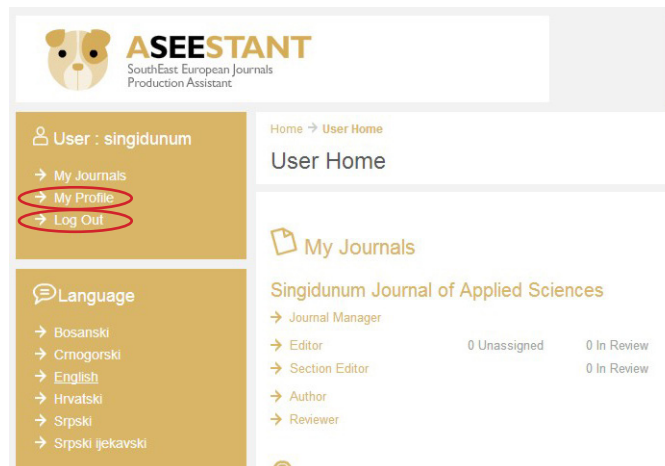 ASEESTANT
SouthEast European Journals
Production Assistant
User : singidunum
My Journals
My Profile
Log Out
Language
Bosanski
Crnogorski
English
Hrvatski
Srpski
Srpski ijekavski
Home → User Home
User Home
My Journals
Singidunum Journal of Applied Sciences
Journal Manager
Editor 0 Unassigned 0 In Review
Section Editor 0 In Review
Author
Reviewer